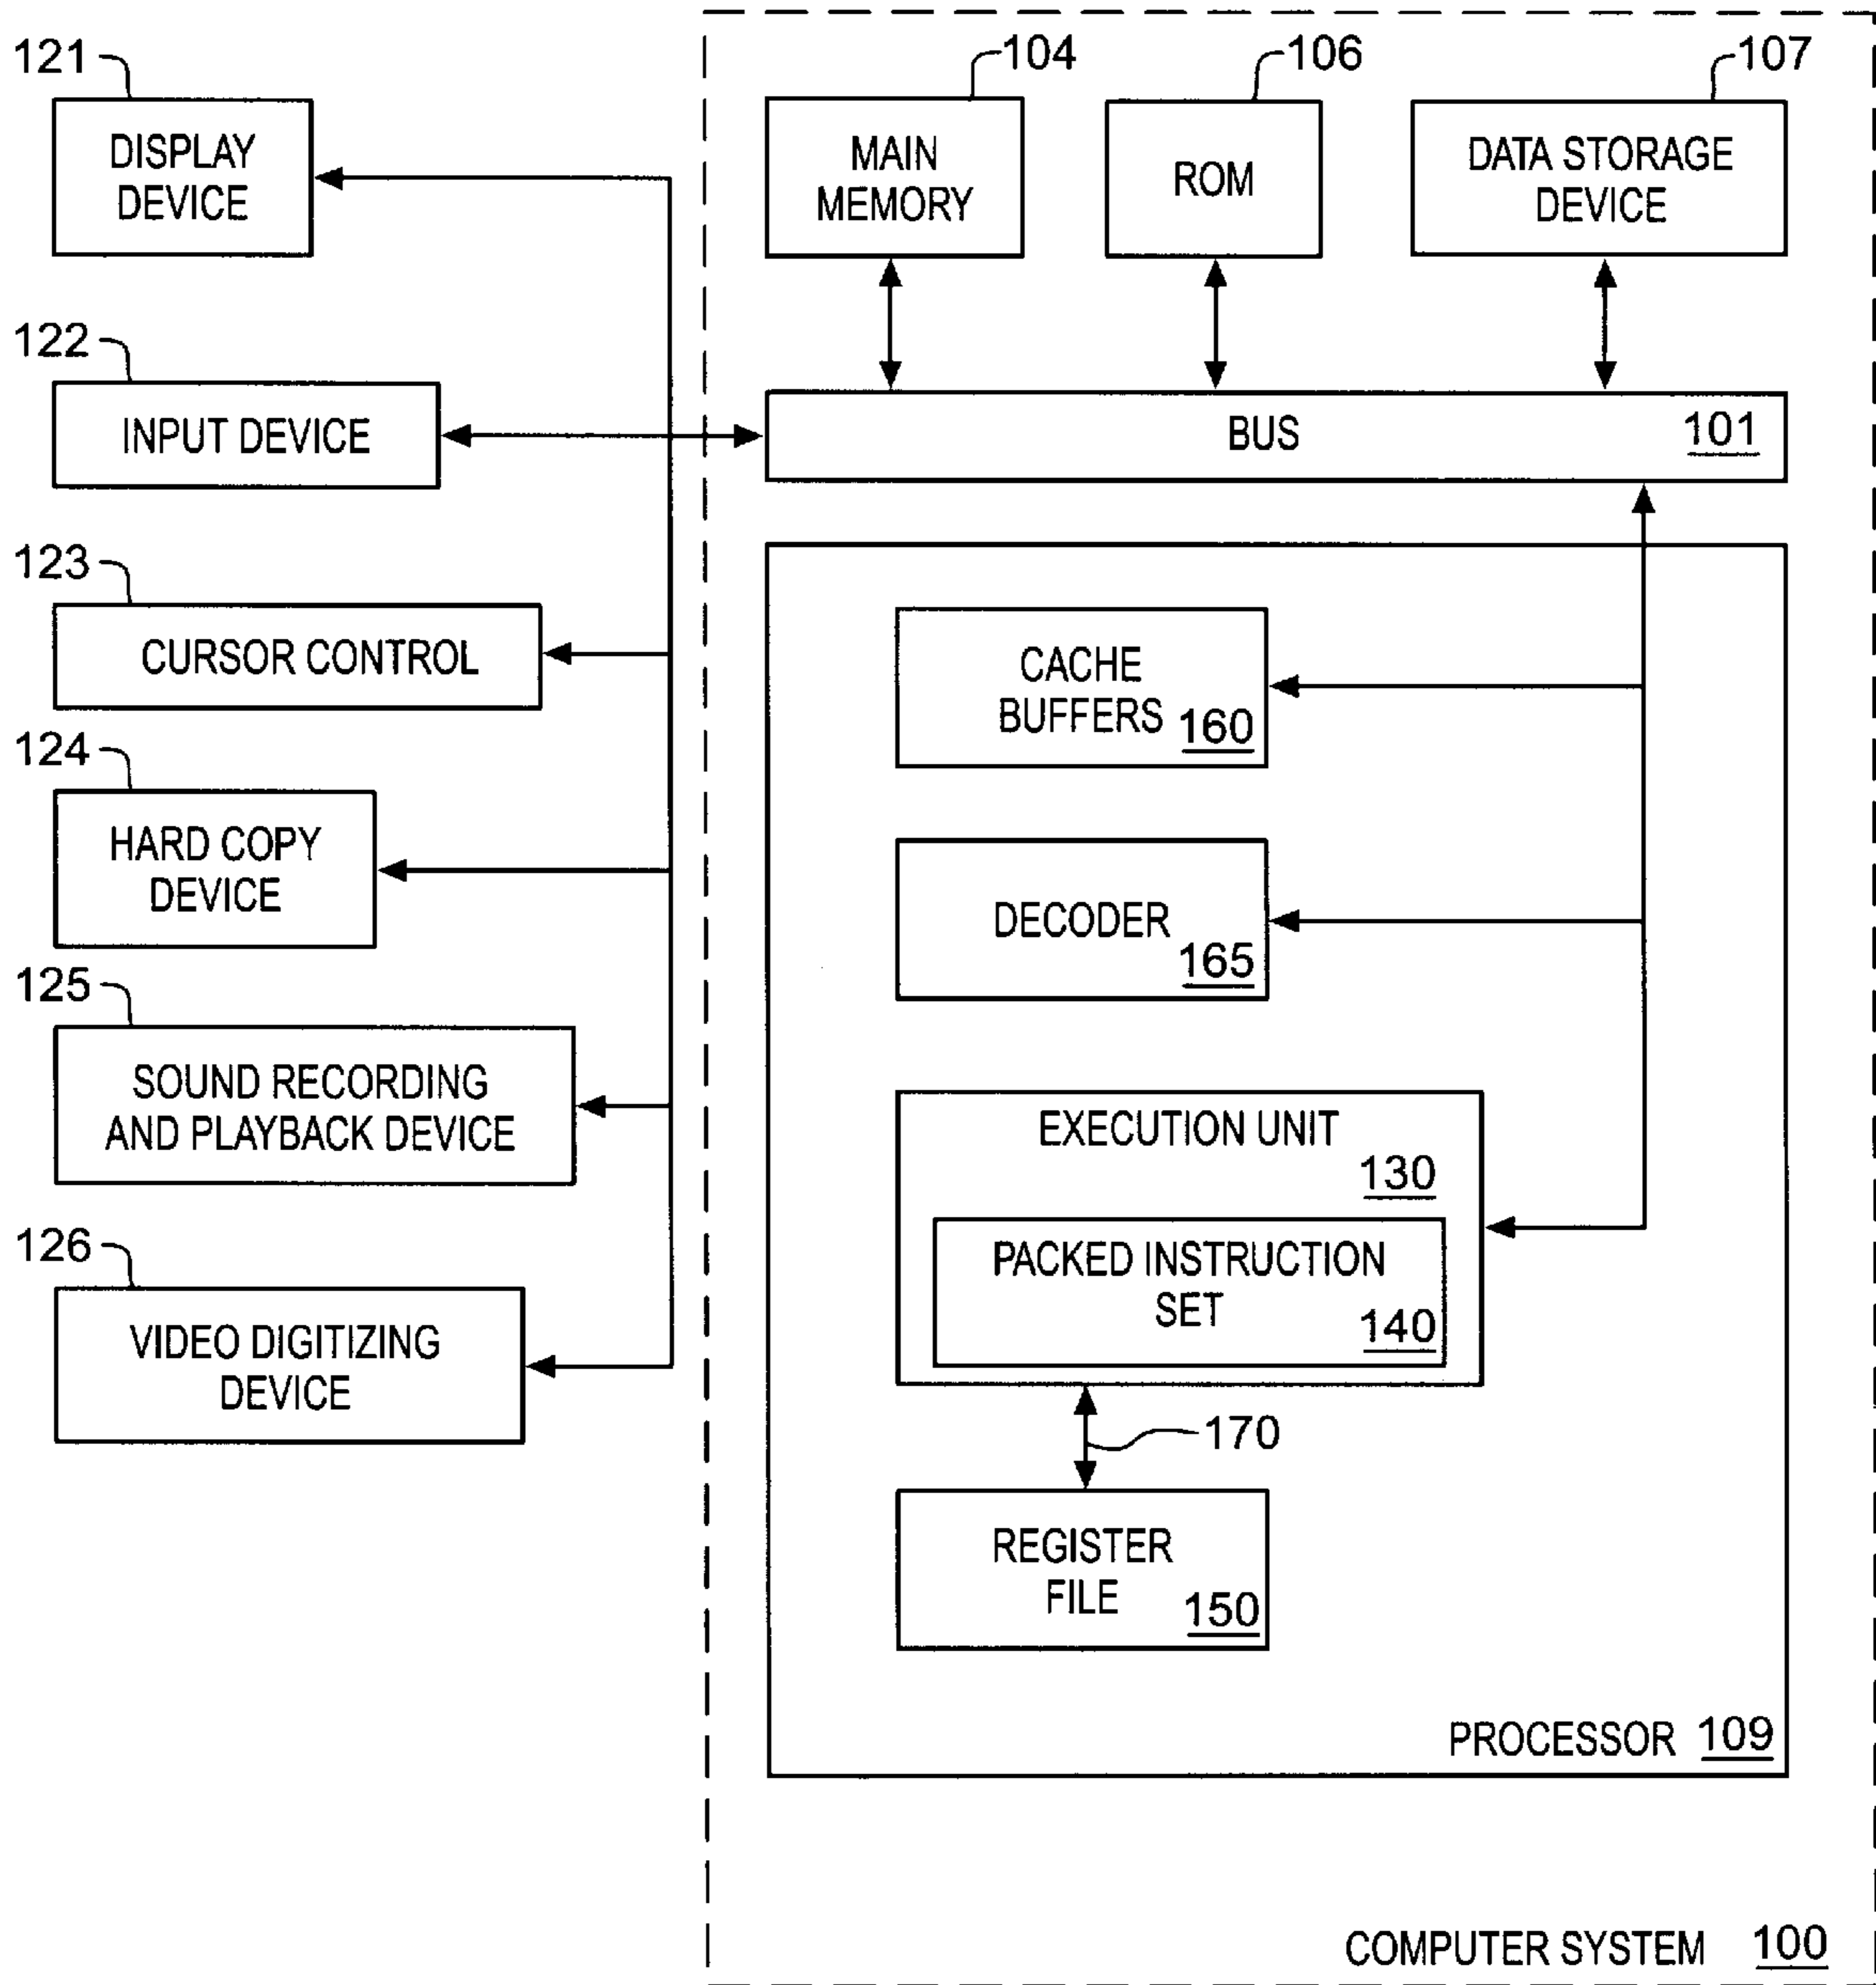 121
DISPLAY
DEVICE
122
INPUT DEVICE
123
CURSOR CONTROL
124
HARD COPY
DEVICE
125
SOUND RECORDING
AND PLAYBACK DEVICE
126
VIDEO DIGITIZING
DEVICE
104
MAIN
MEMORY
106
ROM
107
DATA STORAGE
DEVICE
BUS 101
CACHE
BUFFERS 160
DECODER
165
EXECUTION UNIT
130
PACKED INSTRUCTION
SET
140
170
REGISTER
FILE
150
PROCESSOR 109
COMPUTER SYSTEM 100